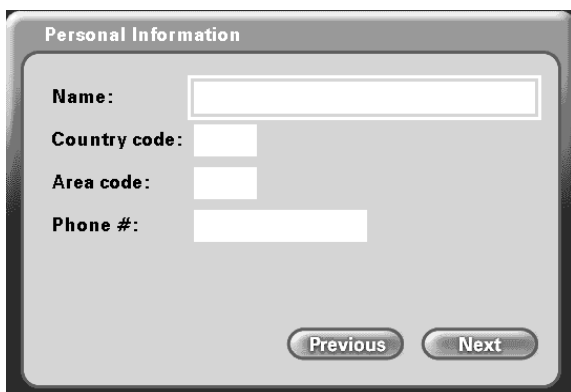 Personal Information
Name:
Country code:
Area code:
Phone #:
Previous Next